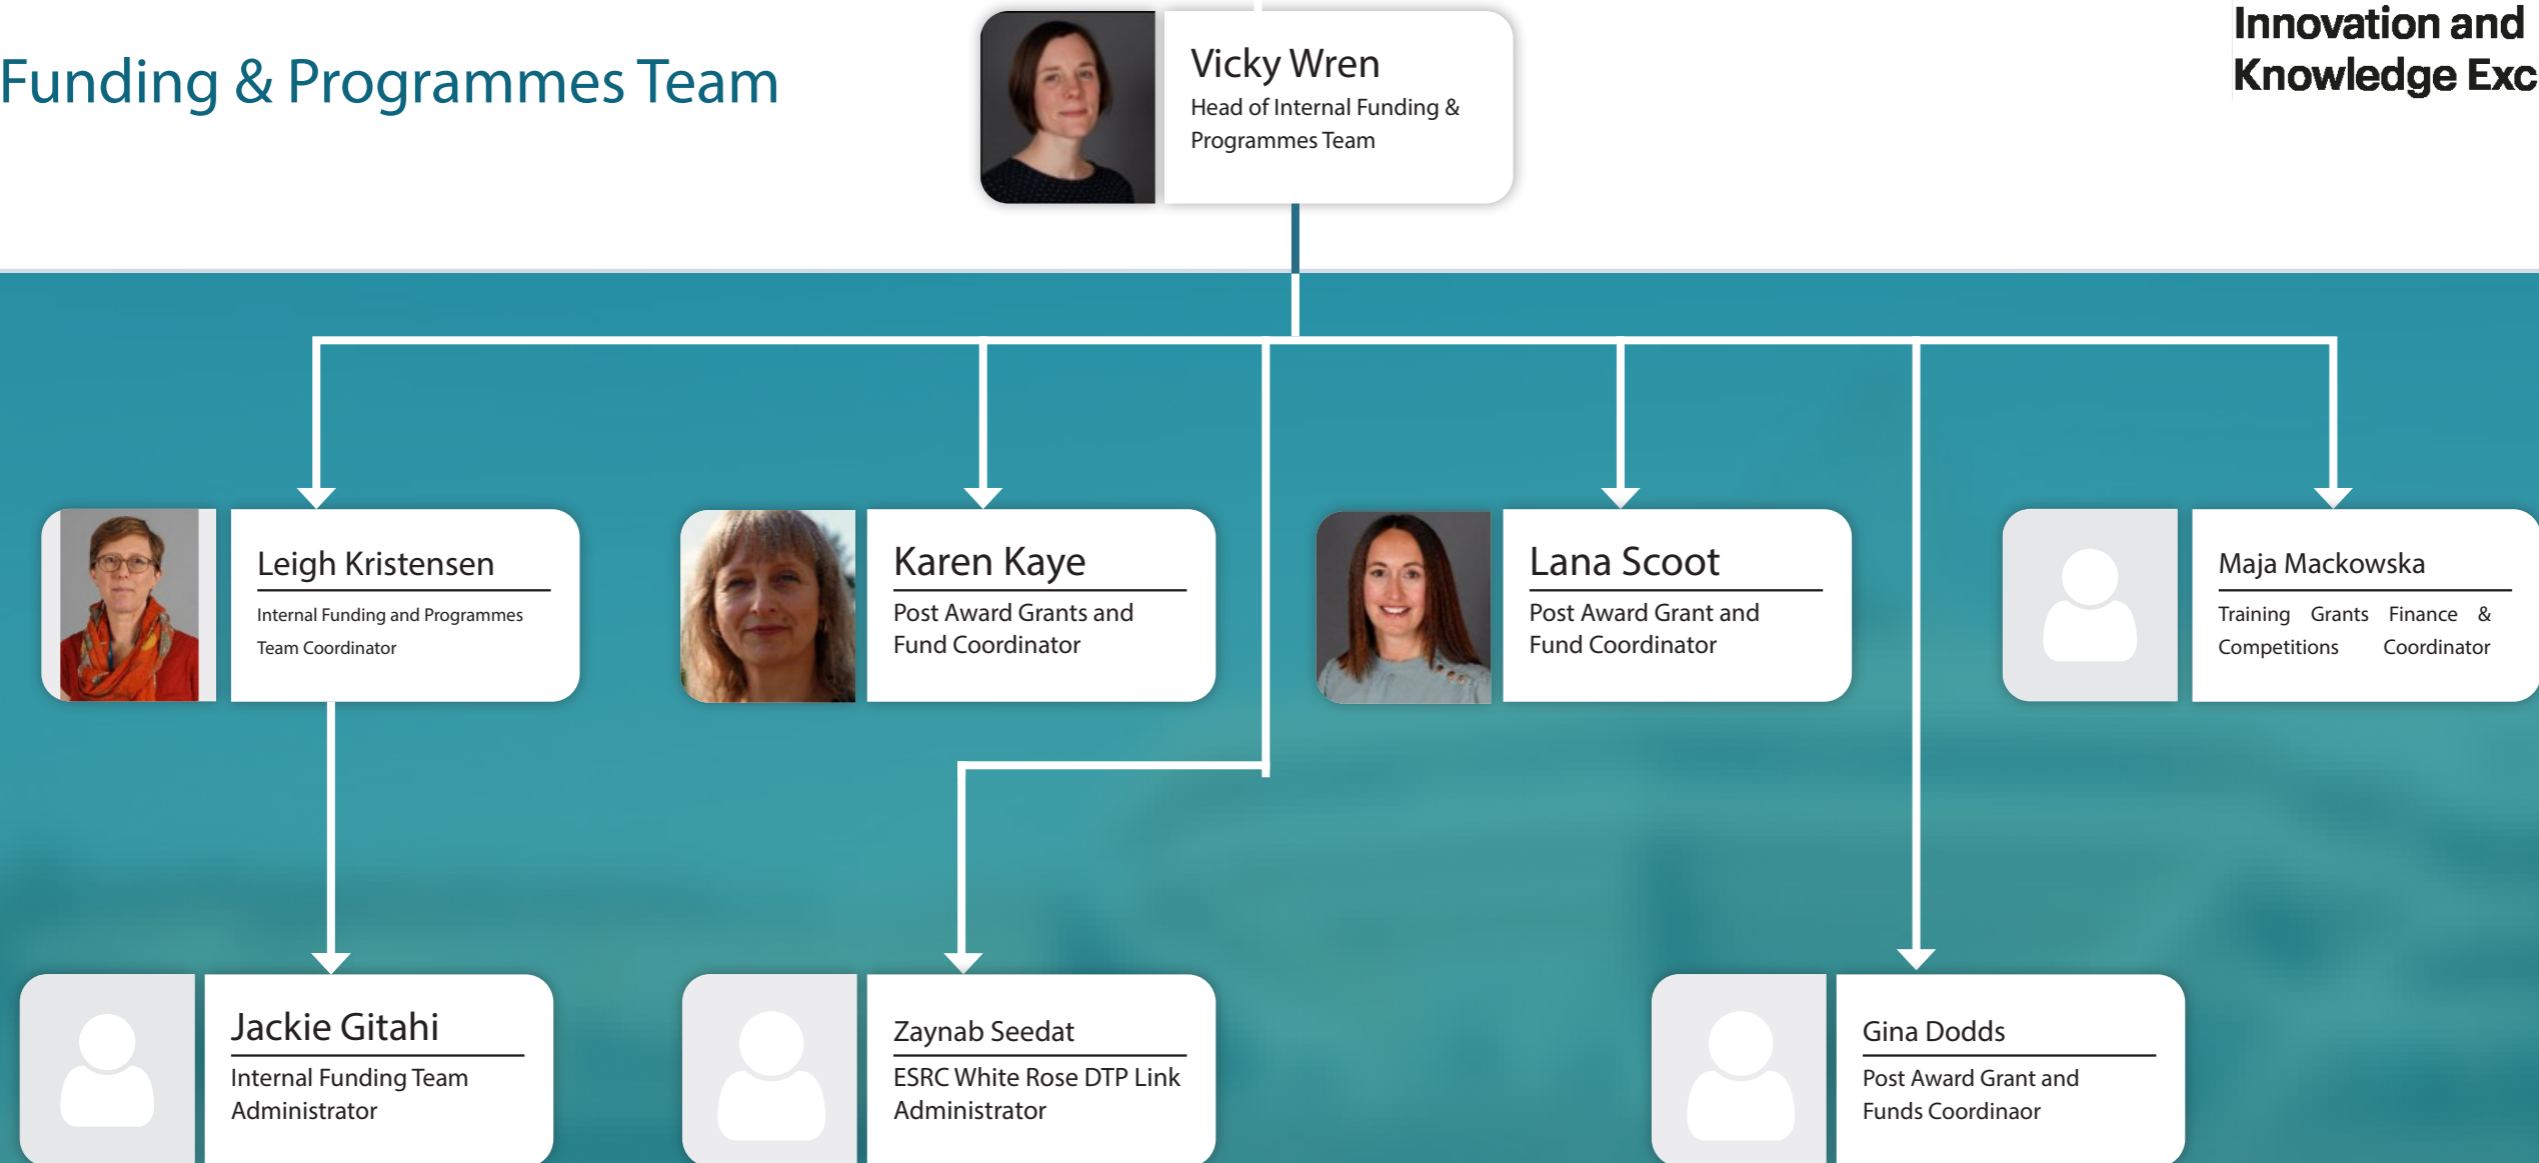 Funding & Programmes Team
Vicky Wren
Head of Internal Funding &
Programmes Team
Innovation and
Knowledge Exc
Leigh Kristensen
Internal Funding and Programmes
Team Coordinator
Karen Kaye
Post Award Grants and
Fund Coordinator
Lana Scoot
Post Award Grant and
Fund Coordinator
Maja Mackowska
Training Grants Finance &
Competitions Coordinator
Jackie Gitahi
Internal Funding Team
Administrator
Zaynab Seedat
ESRC White Rose DTP Link
Administrator
Gina Dodds
Post Award Grant and
Funds Coordinaor